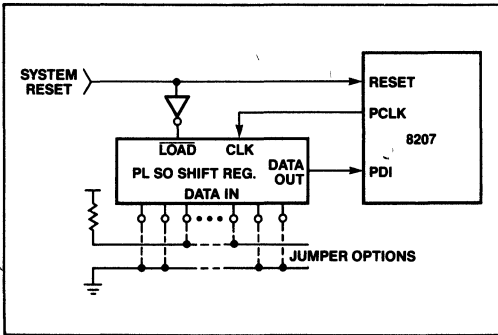 SYSTEM
RESET
RESET
PCLK
8207
PDI
LOAD CLK
PL SO SHIFT REG.
DATA
OUT
DATA IN
JUMPER OPTIONS